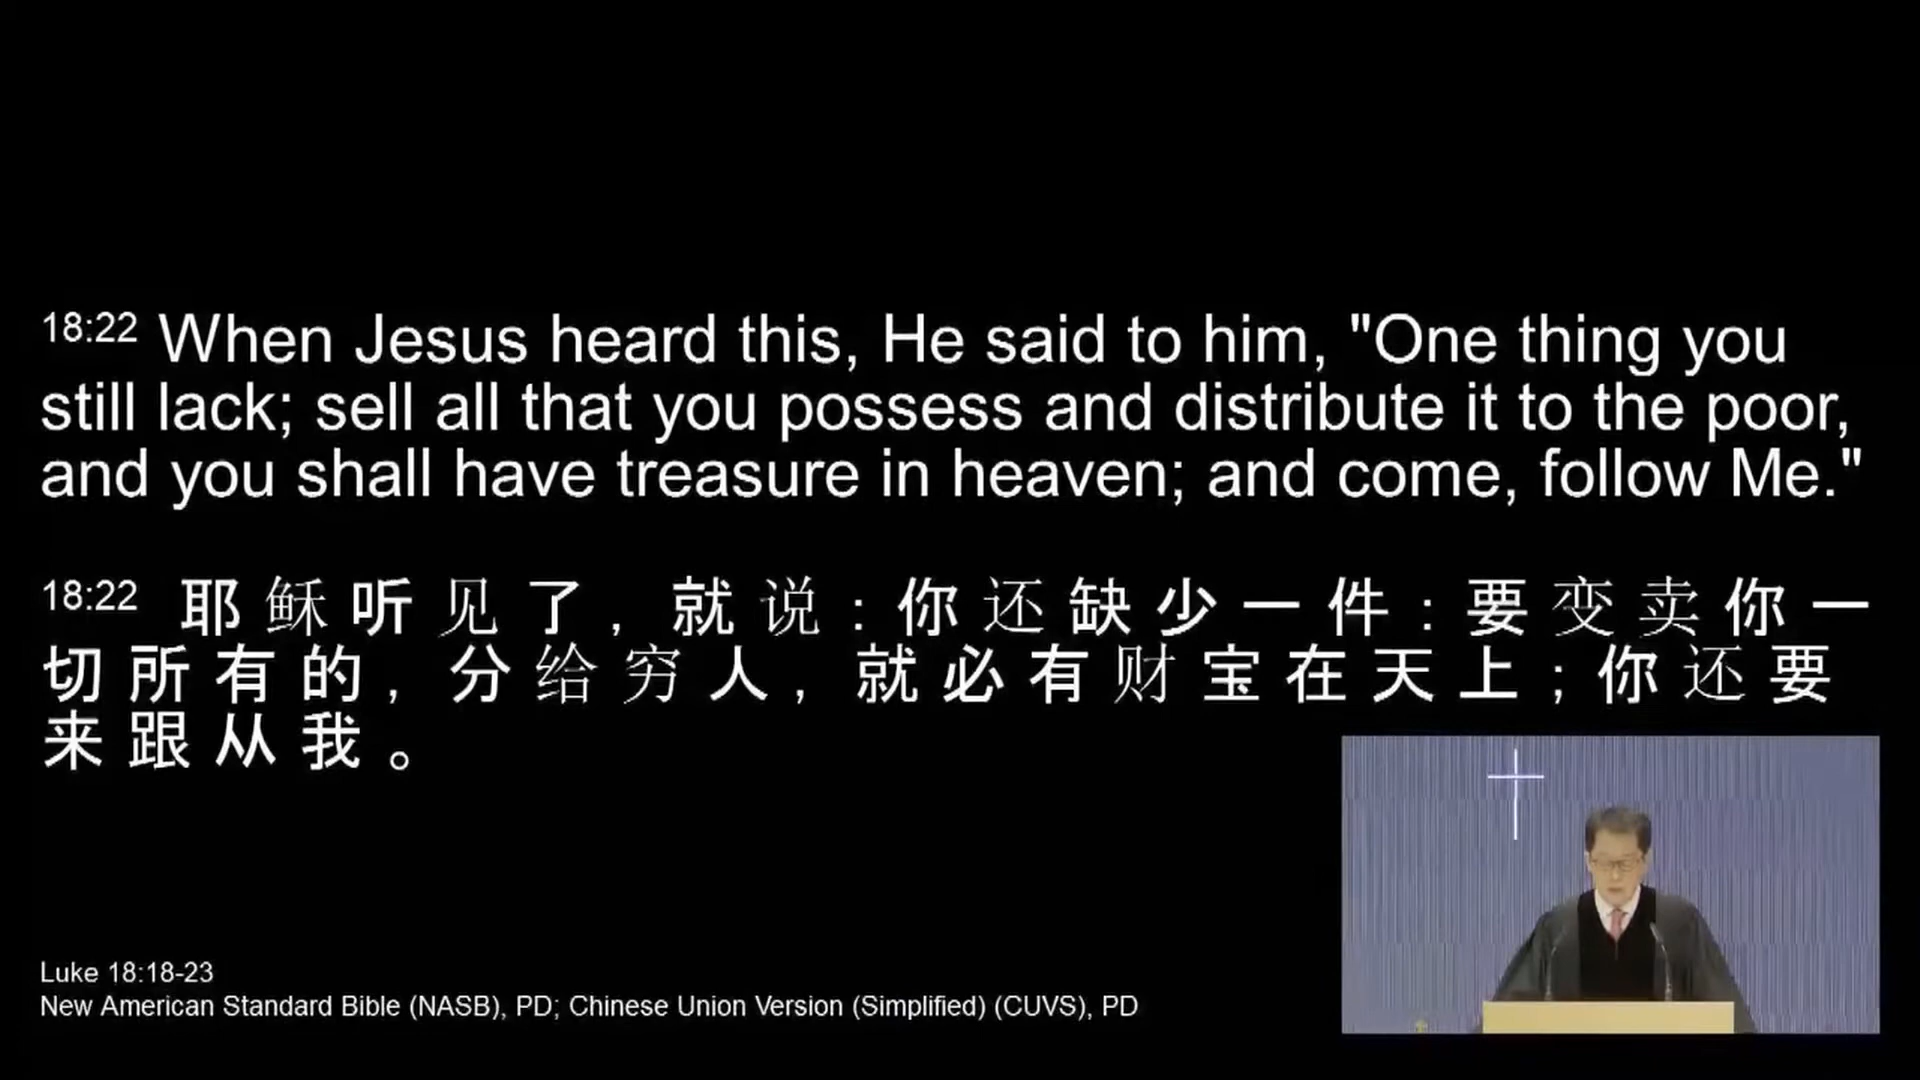 18:22 When Jesus heard this, He said to him, "One thing you
still lack; sell all that you possess and distribute it to the poor,
and you shall have treasure in heaven; and come, follow Me."
18:22 耶稣听见了，就说：你还缺少一件：要变卖你一
切所有的，分给穷人，就必有财宝在天上；你还要
来跟从我。
Luke 18:18-23
New American Standard Bible (NASB), PD; Chinese Union Version (Simplified) (CUVS), PD